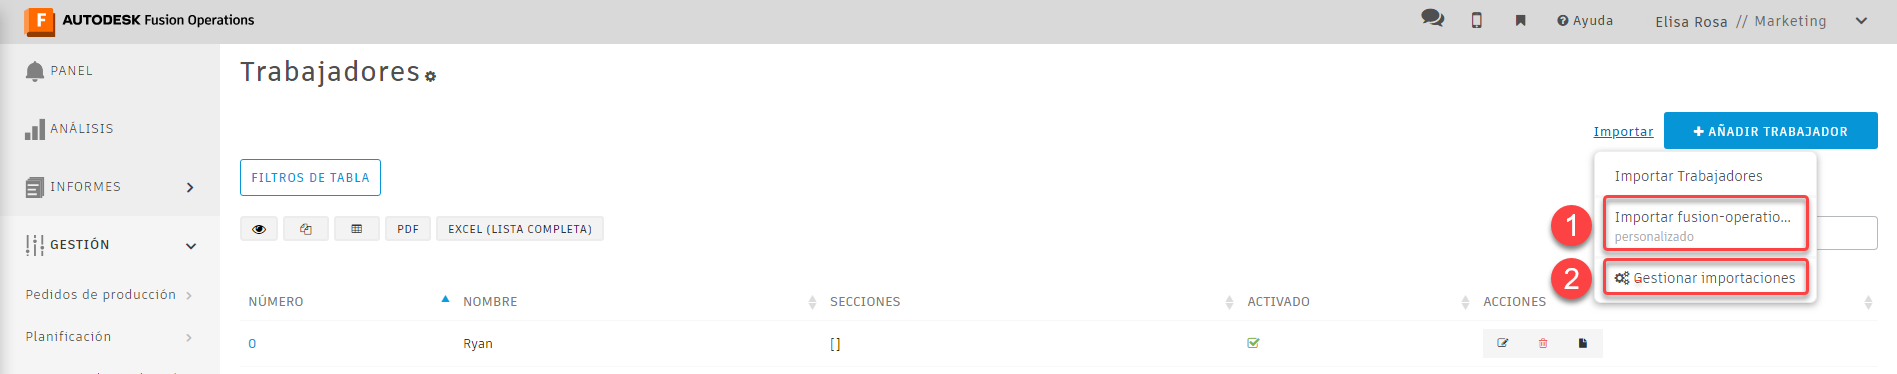 AUTODESK Fusion Operations
Ayuda
Elisa Rosa // Marketing
PANEL
ANÁLISIS
INFORMES
GESTIÓN
Pedidos de producción
Planificación
Trabajadores
Importar
+ AÑADIR TRABAJADOR
FILTROS DE TABLA
PDF
EXCEL (LISTA COMPLETA)
Importar Trabajadores
1
Importar fusion-operatio...
personalizado
2
Gestionar importaciones
NÚMERO
NOMBRE
SECCIONES
ACTIVADO
ACCIONES
0
Ryan
[]